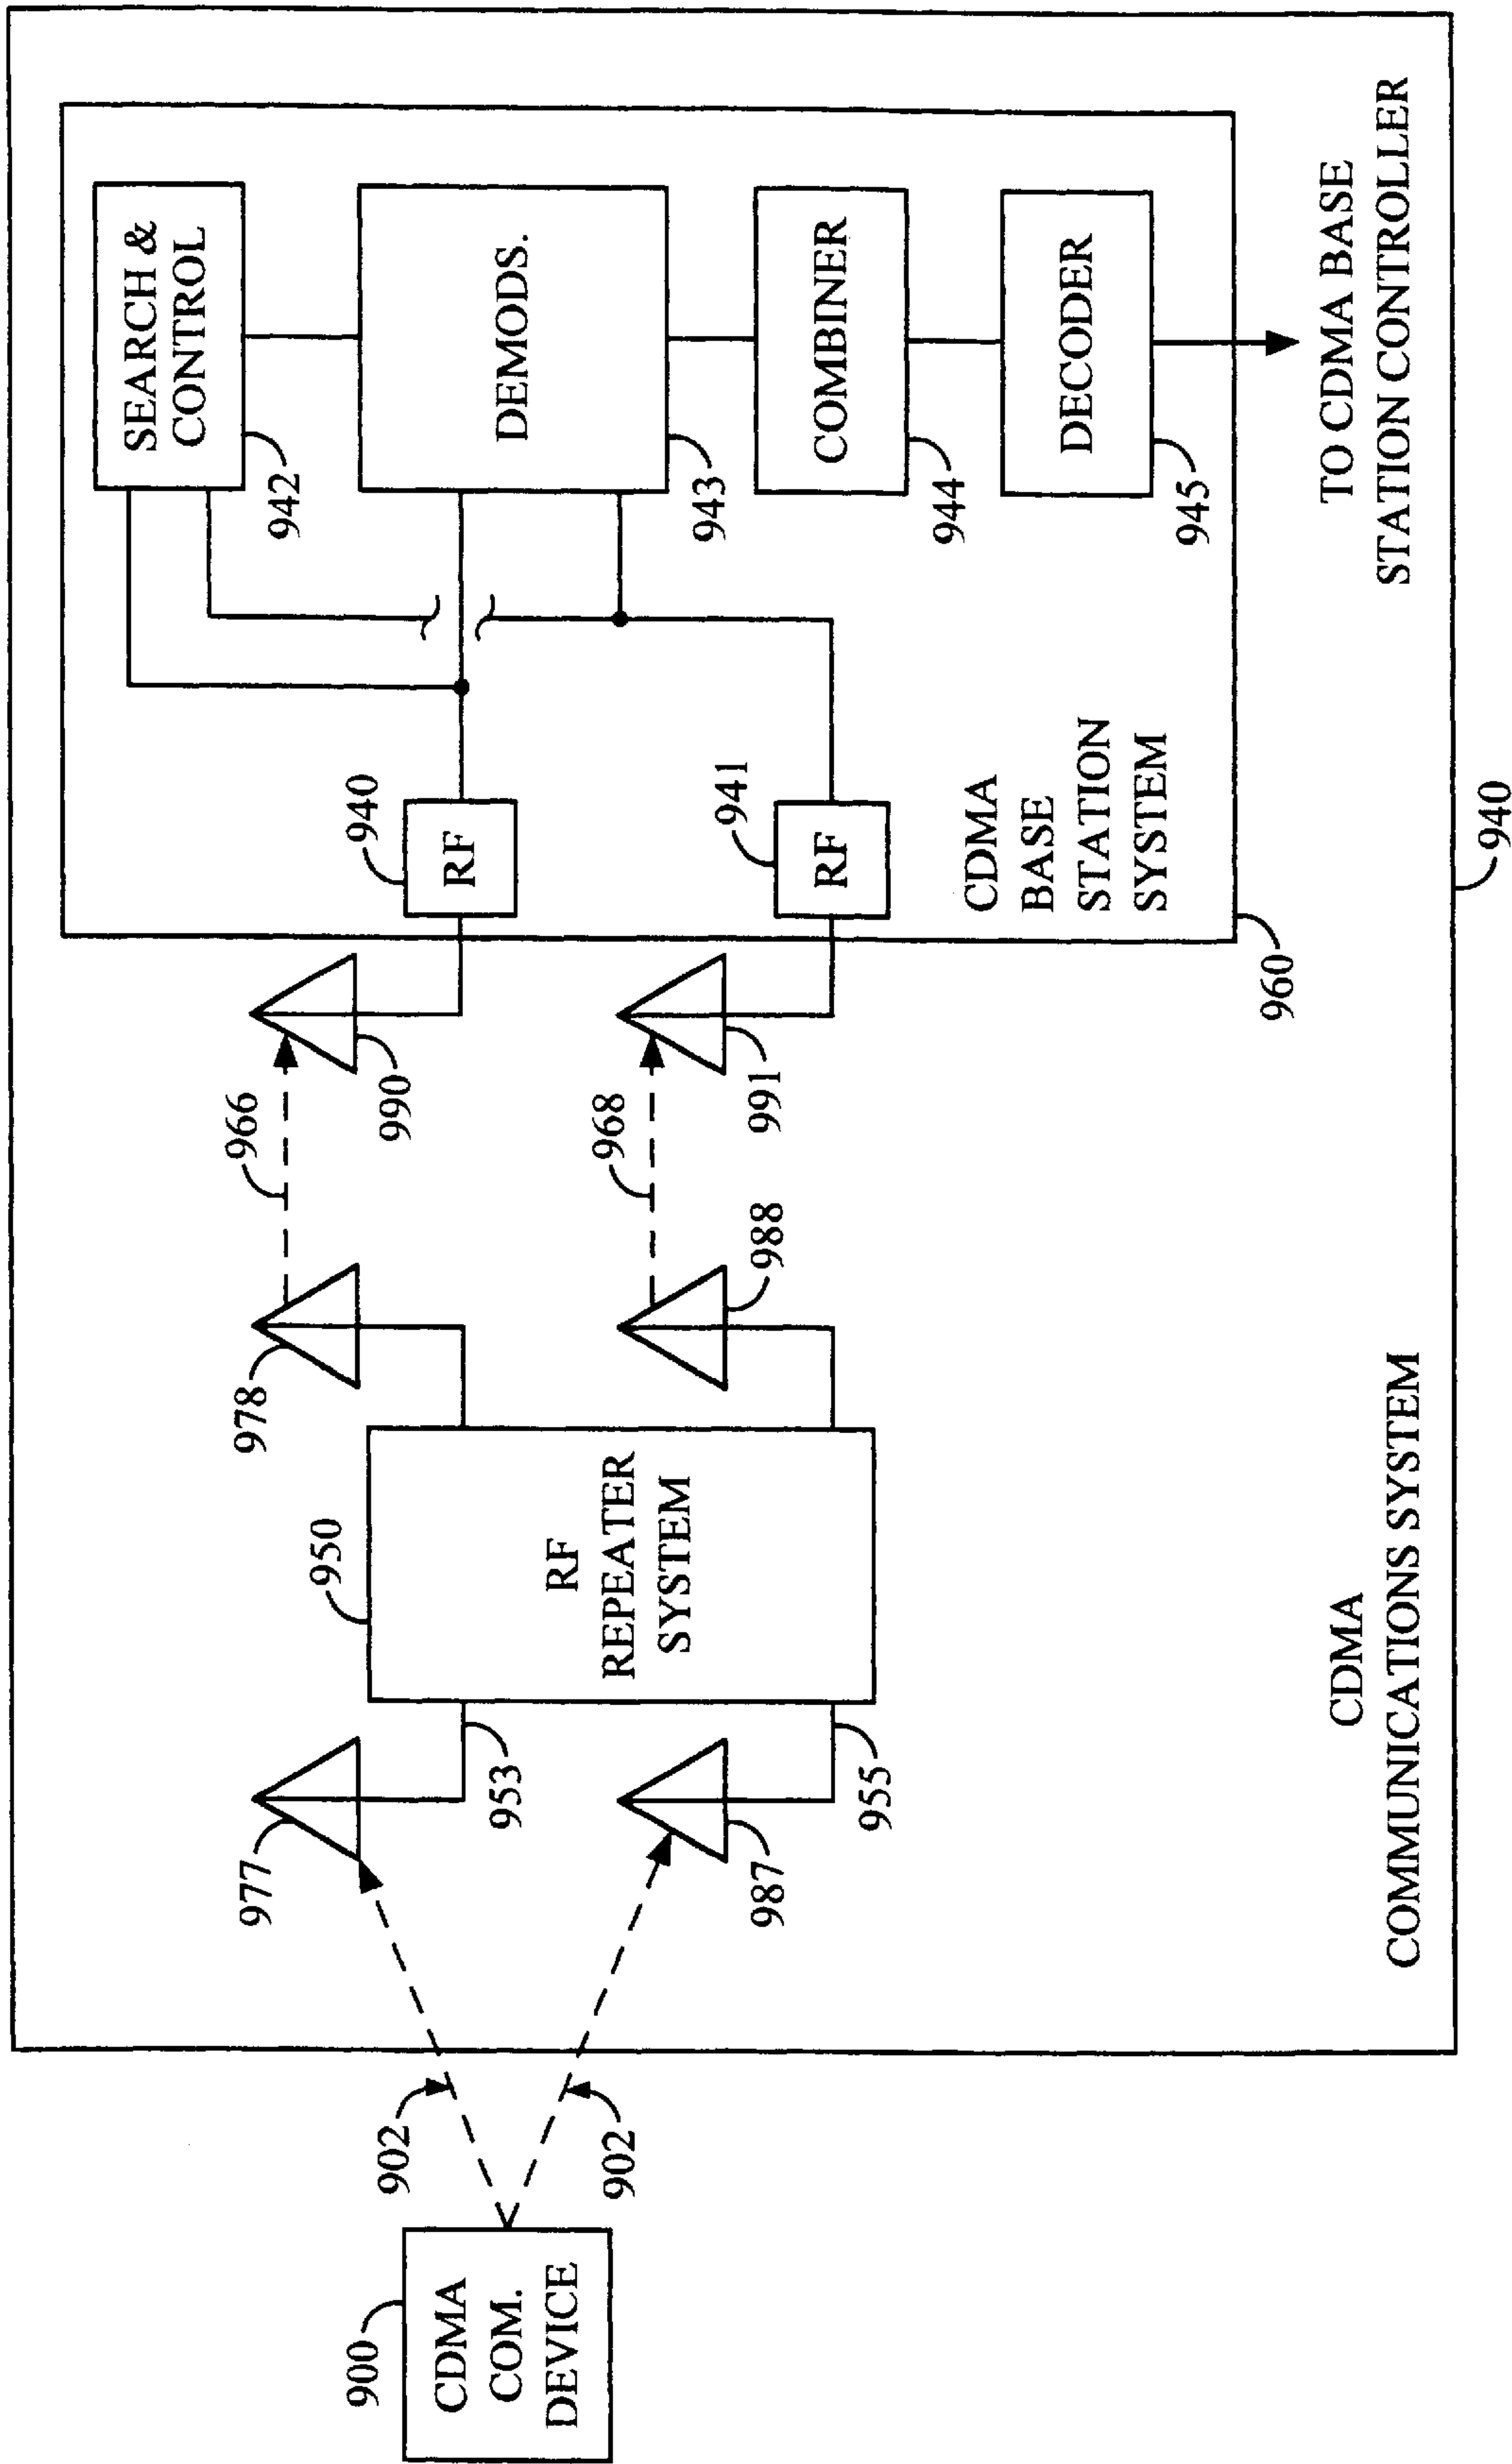 900
CDMA
COM.
DEVICE
902
902
977
987
953
955
950
RF
REPEATER
SYSTEM
978
988
966
968
990
991
940
RF
941
RF
SEARCH &
CONTROL
942
DEMODS.
943
COMBINER
944
DECODER
945
CDMA
BASE
STATION
SYSTEM
960
TO CDMA BASE
STATION CONTROLLER
CDMA
COMMUNICATIONS SYSTEM
940